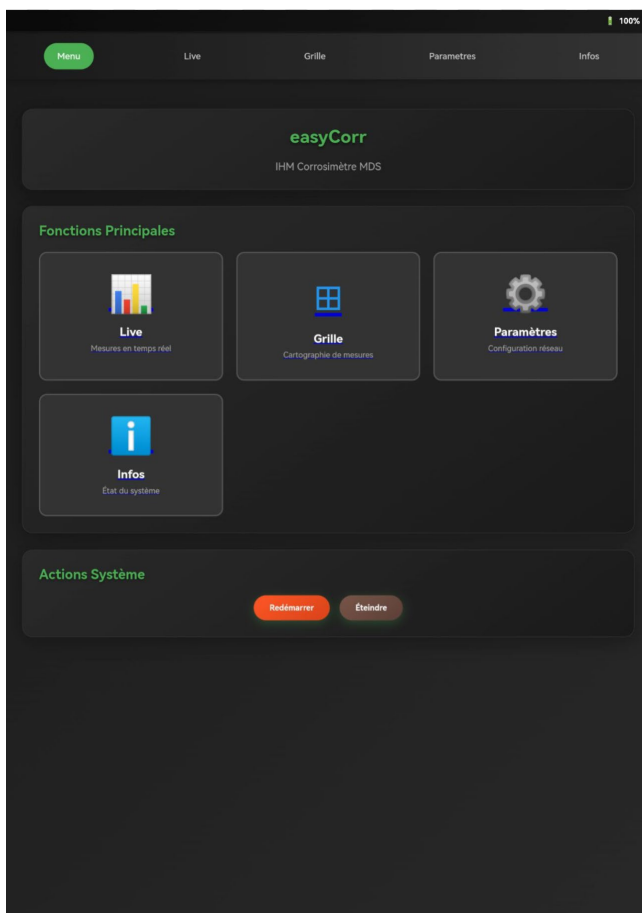 100%
Menu
Live
Grille
Parametres
Infos
easyCorr
IHM Corrosimètre MDS
Fonctions Principales
Live
Mesures en temps réel
Grille
Cartographie de mesures
Paramètres
Configuration réseau
Infos
État du système
Actions Système
Redémarrer
Éteindre